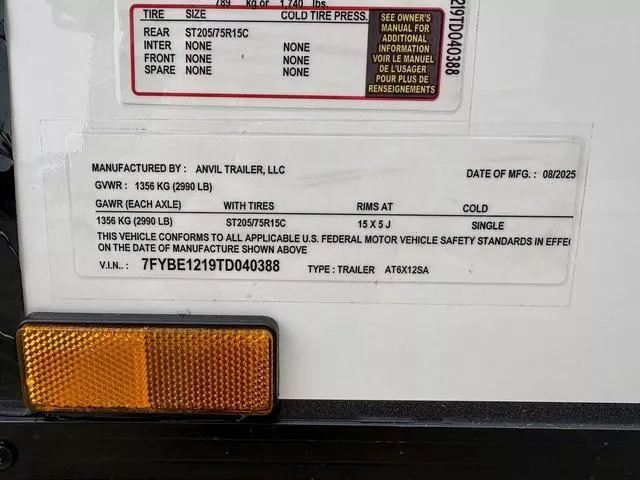 789 kg or 1,740 lbs.
TIRE SIZE COLD TIRE PRESS.
REAR ST205/75R15C
INTER NONE NONE
FRONT NONE NONE
SPARE NONE NONE
SEE OWNER'S
MANUAL FOR
ADDITIONAL
INFORMATION
VOIR LE MANUEL
DE L'USAGER
POUR PLUS DE
RENSEIGNEMENTS
219TD040388
MANUFACTURED BY : ANVIL TRAILER, LLC DATE OF MFG. : 08/2025
GVWR : 1356 KG (2990 LB)
GAWR (EACH AXLE) WITH TIRES RIMS AT COLD
1356 KG (2990 LB) ST205/75R15C 15 X 5 J SINGLE
THIS VEHICLE CONFORMS TO ALL APPLICABLE U.S. FEDERAL MOTOR VEHICLE SAFETY STANDARDS IN EFFE
ON THE DATE OF MANUFACTURE SHOWN ABOVE
V.I.N.. : 7FYBE1219TD040388 TYPE : TRAILER AT6X12SA